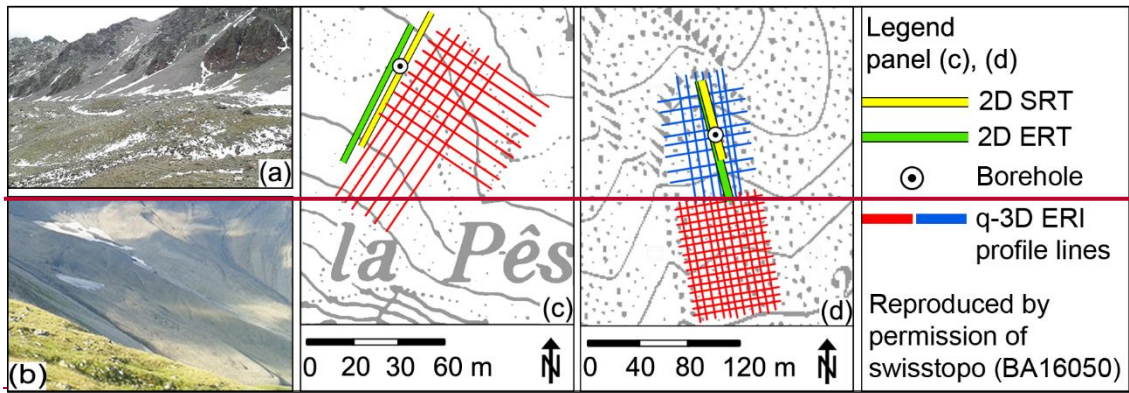 (a)
(b)
la Pês
(c)
0 20 30 60 m
N
(d)
0 40 80 120 m
N
Legend
panel (c), (d)
2D SRT
2D ERT
Borehole
q-3D ERI
profile lines
Reproduced by
permission of
swisstopo (BA16050)